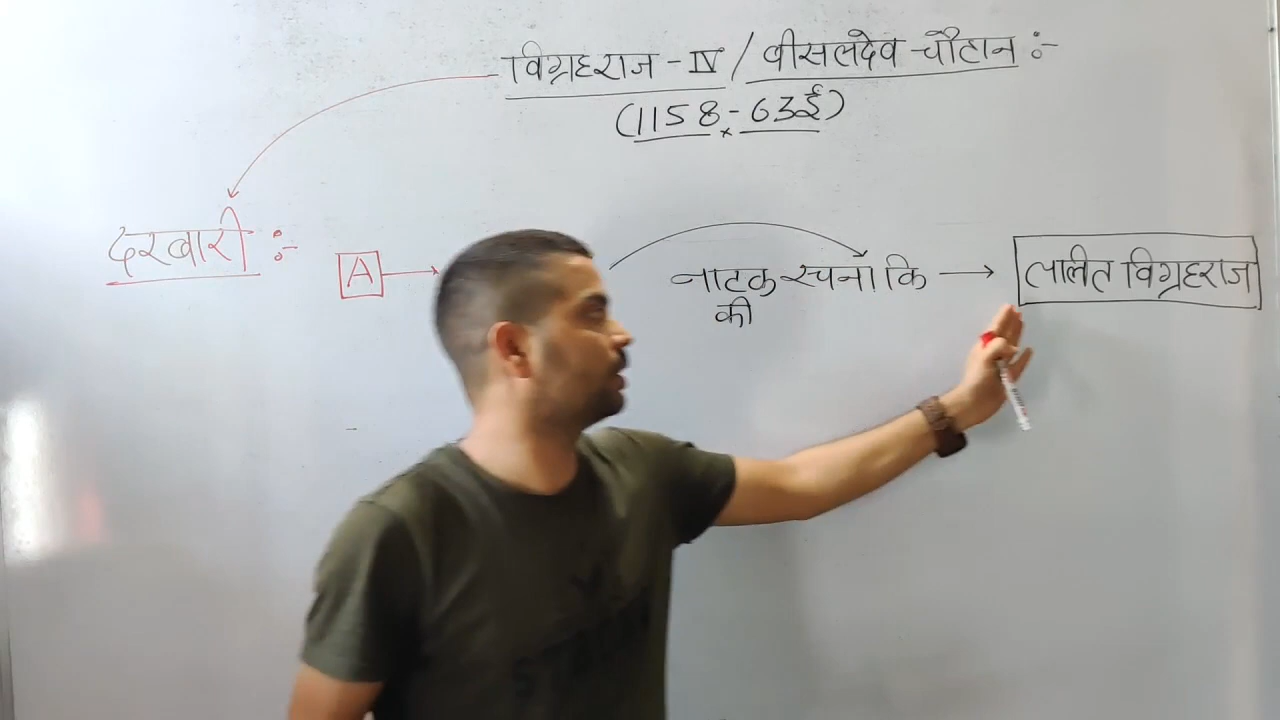 विग्रहराज - IV / वीसलदेव चौहान :-
(1158 - 63ई)
दरबारी :-
A → नाटक रचना कि → ललित विग्रहराज
की